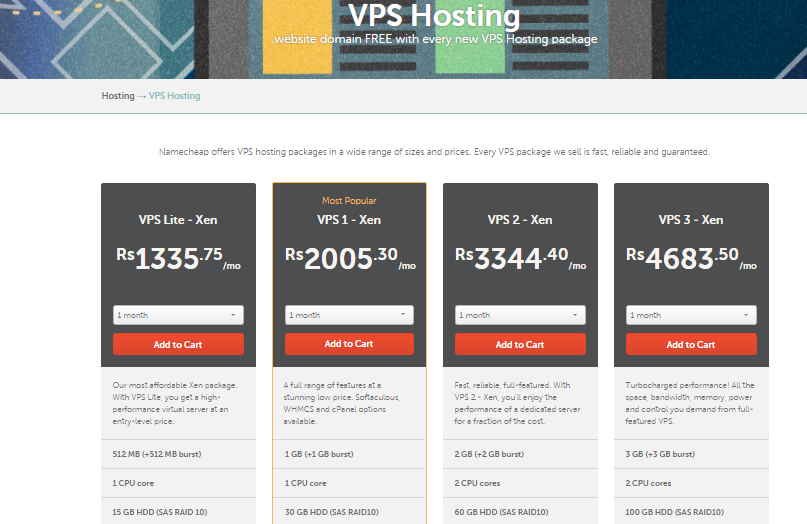 VPS Hosting
.website domain FREE with every new VPS Hosting package
Hosting → VPS Hosting
Namecheap offers VPS hosting packages in a wide range of sizes and prices. Every VPS package we sell is fast, reliable and guaranteed.
VPS Lite - Xen
Rs1335.75/mo
1 month
Add to Cart
Our most affordable Xen package.
With VPS Lite, you get a high-
performance virtual server at an
entry-level price.
512 MB (+512 MB burst)
1 CPU core
15 GB HDD (SAS RAID 10)
Most Popular
VPS 1 - Xen
Rs2005.30/mo
1 month
Add to Cart
A full range of features at a
stunning low price. Softaculous,
WHMCS and cPanel options
available.
1 GB (+1 GB burst)
1 CPU core
30 GB HDD (SAS RAID10)
VPS 2 - Xen
Rs3344.40/mo
1 month
Add to Cart
Fast, reliable, full-featured. With
VPS 2 - Xen, you'll enjoy the
performance of a dedicated server
for a fraction of the cost.
2 GB (+2 GB burst)
2 CPU cores
60 GB HDD (SAS RAID10)
VPS 3 - Xen
Rs4683.50/mo
1 month
Add to Cart
Turbocharged performance! All the
space, bandwidth, memory, power
and control you demand from full-
featured VPS.
3 GB (+3 GB burst)
2 CPU cores
100 GB HDD (SAS RAID10)